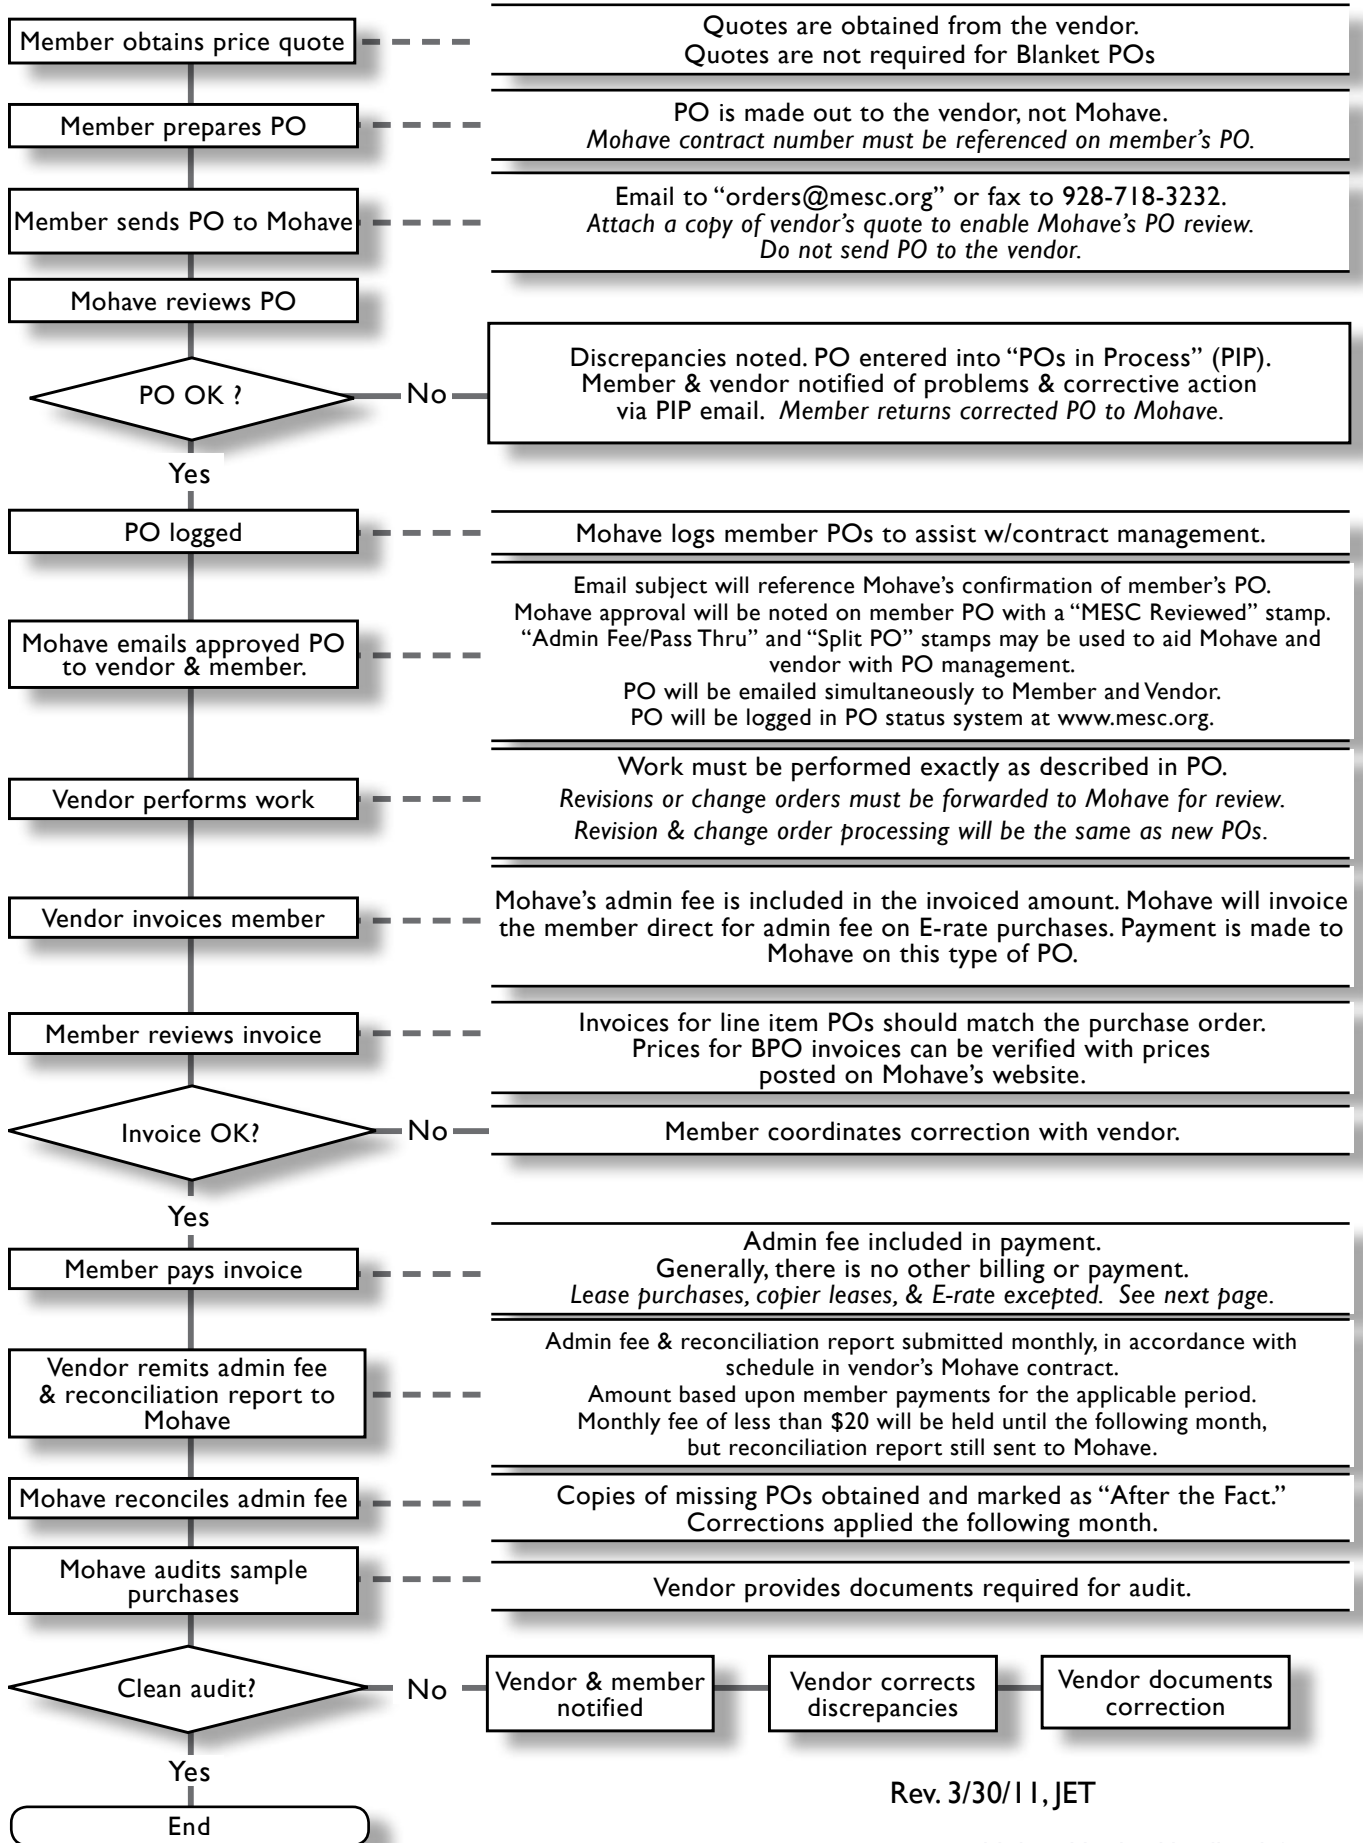 Member obtains price quote
Quotes are obtained from the vendor.
Quotes are not required for Blanket POs
Member prepares PO
PO is made out to the vendor, not Mohave.
Mohave contract number must be referenced on member's PO.
Member sends PO to Mohave
Email to “orders@mesc.org” or fax to 928-718-3232.
Attach a copy of vendor's quote to enable Mohave's PO review.
Do not send PO to the vendor.
Mohave reviews PO
PO OK ?
No
Discrepancies noted. PO entered into “POs in Process” (PIP).
Member & vendor notified of problems & corrective action
via PIP email. Member returns corrected PO to Mohave.
Yes
PO logged
Mohave logs member POs to assist w/contract management.
Mohave emails approved PO
to vendor & member.
Email subject will reference Mohave's confirmation of member's PO.
Mohave approval will be noted on member PO with a “MESC Reviewed” stamp.
“Admin Fee/Pass Thru” and “Split PO” stamps may be used to aid Mohave and
vendor with PO management.
PO will be emailed simultaneously to Member and Vendor.
PO will be logged in PO status system at www.mesc.org.
Vendor performs work
Work must be performed exactly as described in PO.
Revisions or change orders must be forwarded to Mohave for review.
Revision & change order processing will be the same as new POs.
Vendor invoices member
Mohave's admin fee is included in the invoiced amount. Mohave will invoice
the member direct for admin fee on E-rate purchases. Payment is made to
Mohave on this type of PO.
Member reviews invoice
Invoices for line item POs should match the purchase order.
Prices for BPO invoices can be verified with prices
posted on Mohave's website.
Invoice OK?
No
Member coordinates correction with vendor.
Yes
Member pays invoice
Admin fee included in payment.
Generally, there is no other billing or payment.
Lease purchases, copier leases, & E-rate excepted. See next page.
Vendor remits admin fee
& reconciliation report to
Mohave
Admin fee & reconciliation report submitted monthly, in accordance with
schedule in vendor's Mohave contract.
Amount based upon member payments for the applicable period.
Monthly fee of less than $20 will be held until the following month,
but reconciliation report still sent to Mohave.
Mohave reconciles admin fee
Copies of missing POs obtained and marked as “After the Fact.”
Corrections applied the following month.
Mohave audits sample
purchases
Vendor provides documents required for audit.
Clean audit?
No
Vendor & member
notified
Vendor corrects
discrepancies
Vendor documents
correction
Yes
Rev. 3/30/11, JET
End